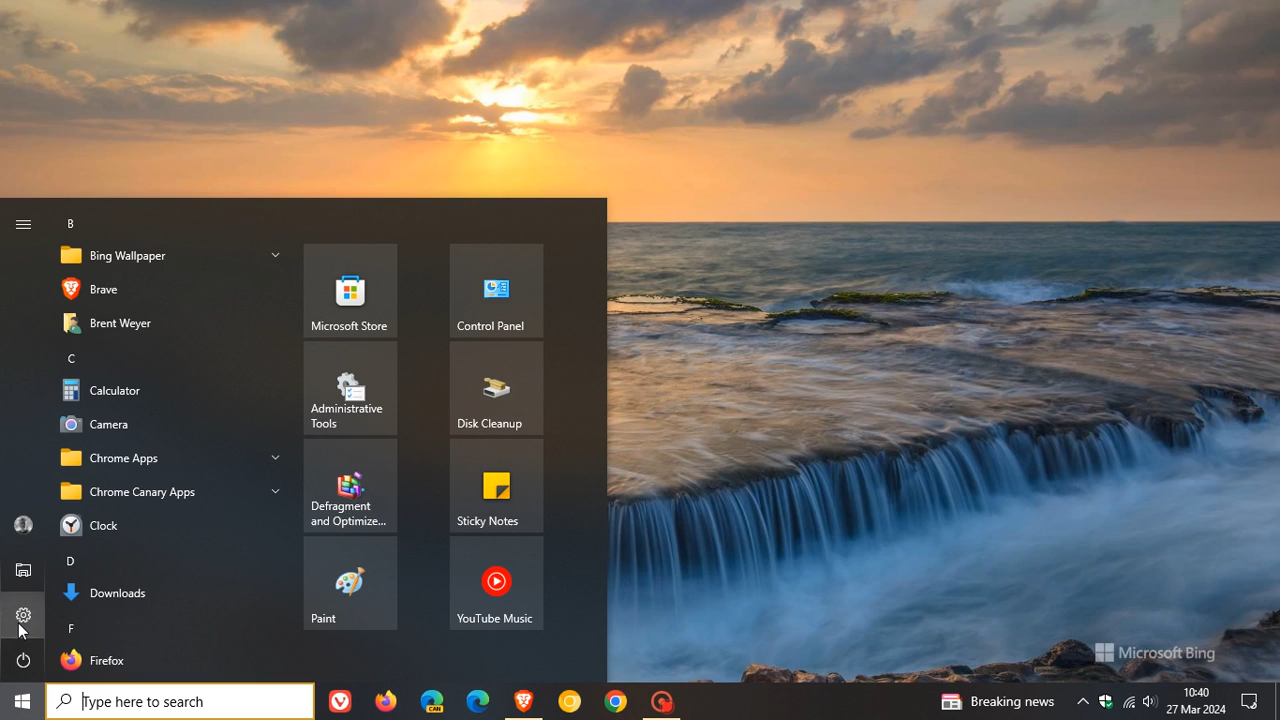 B
Bing Wallpaper
Brave
Brent Weyer
C
Calculator
Camera
Chrome Apps
Chrome Canary Apps
Clock
D
Downloads
F
Firefox
Microsoft Store
Control Panel
Administrative
Tools
Disk Cleanup
Defragment
and Optimize...
Sticky Notes
Paint
YouTube Music
Microsoft Bing
Type here to search
CAN
Breaking news
10:40
27 Mar 2024